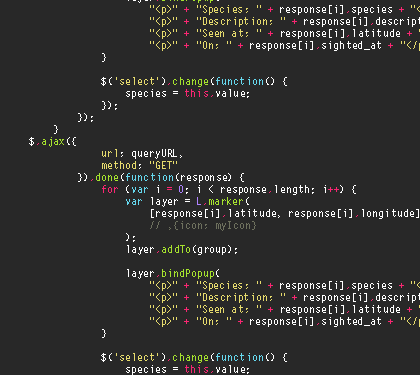 layer.bindPopup(
"<p>" + "Species: " + response[i].species + "<
"<p>" + "Description: " + response[i].descript
"<p>" + "Seen at: " + response[i].latitude +
"<p>" + "On: " + response[i].sighted_at + "</p
}
$('select').change(function() {
species = this.value;
});
});
}
$.ajax({
url: queryURL,
method: "GET"
}).done(function(response) {
for (var i = 0; i < response.length; i++) {
var layer = L.marker(
[response[i].latitude, response[i].longitude]
// ,{icon: myIcon}
);
layer.addTo(group);
layer.bindPopup(
"<p>" + "Species: " + response[i].species + "<
"<p>" + "Description: " + response[i].descript
"<p>" + "Seen at: " + response[i].latitude +
"<p>" + "On: " + response[i].sighted_at + "</p
}
$('select').change(function() {
species = this.value;